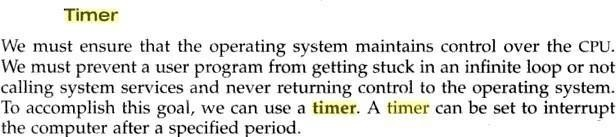 Timer
We must ensure that the operating system maintains control over the CPU.
We must prevent a user program from getting stuck in an infinite loop or not
calling system services and never returning control to the operating system.
To accomplish this goal, we can use a timer. A timer can be set to interrupt
the computer after a specified period.